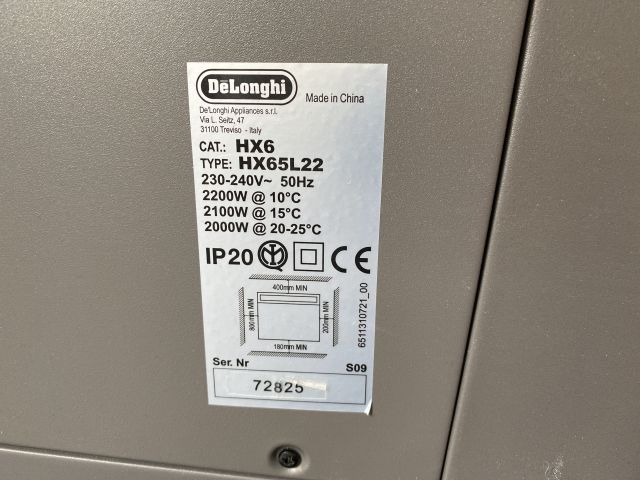 DeLonghi
Made in China
De'Longhi Appliances s.r.l.
Via L. Seitz, 47
31100 Treviso - Italy
CAT.: HX6
TYPE: HX65L22
230-240V~ 50Hz
2200W @ 10°C
2100W @ 15°C
2000W @ 20-25°C
IP20 CE
400mm MIN
800mm MIN
200mm MIN
180mm MIN
6511310721_00
Ser. Nr
S09
72825